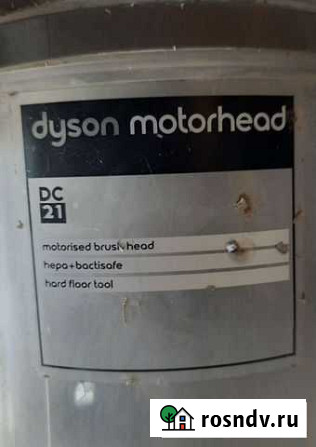 dyson motorhead
DC
21
motorised brush head
hepa+bactisafe
hard floor tool
rosndv.ru